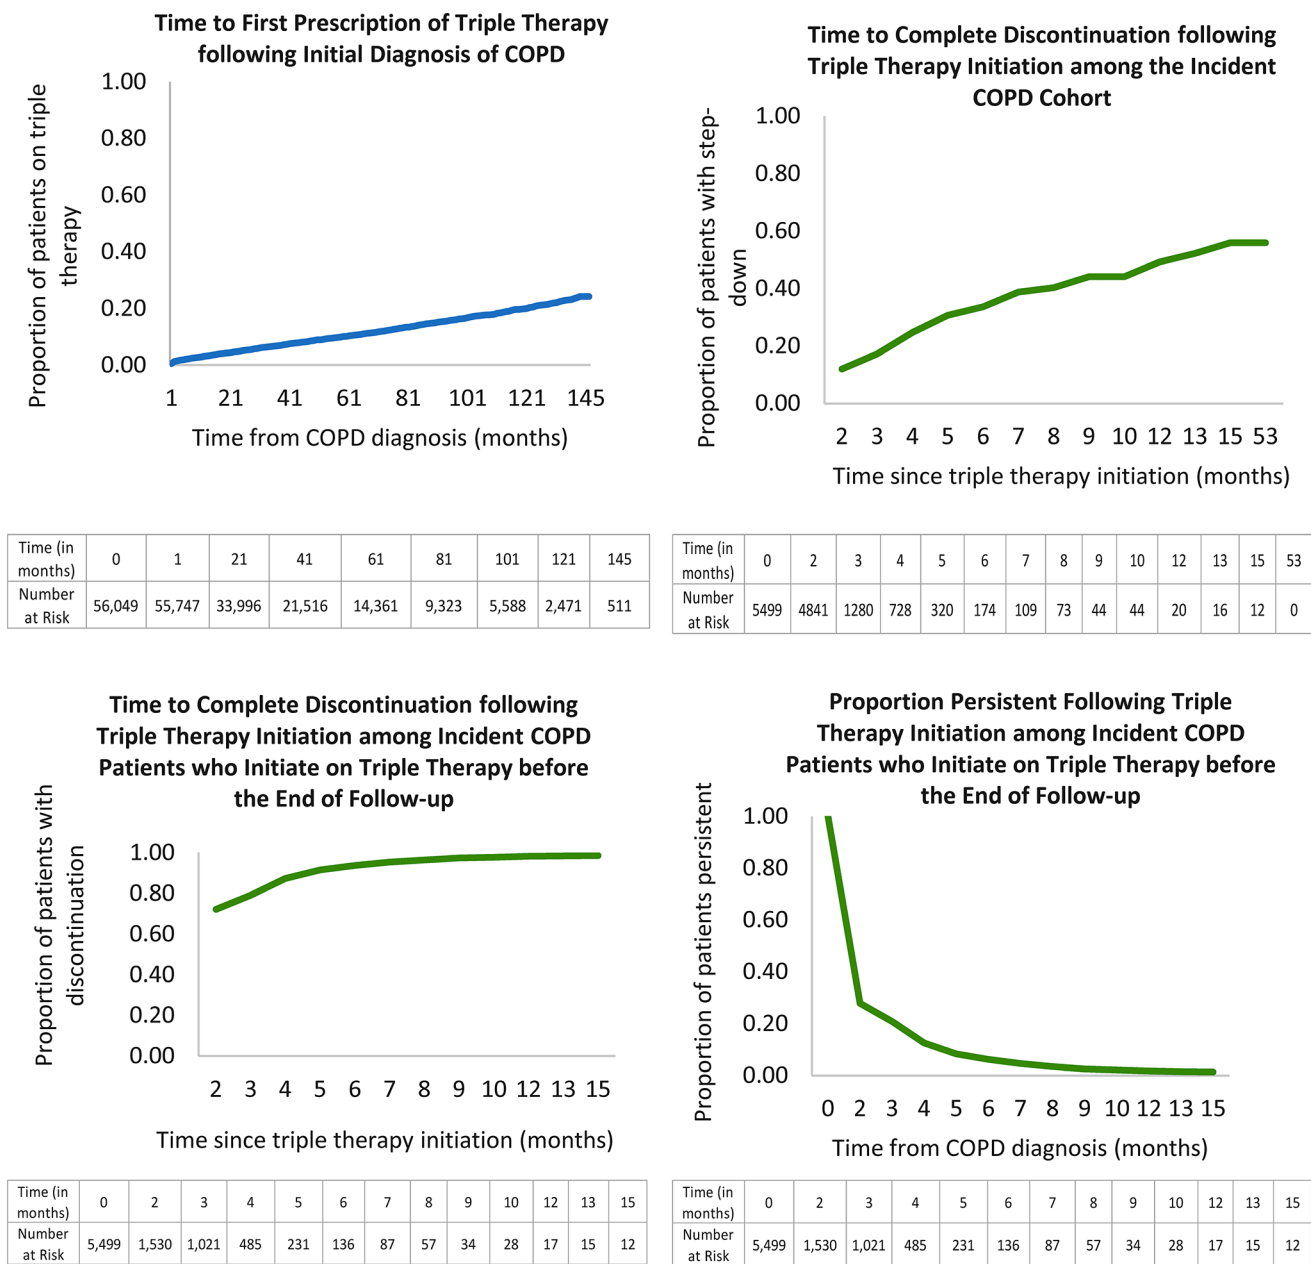 Time to First Prescription of Triple Therapy
following Initial Diagnosis of COPD
Proportion of patients on triple
therapy
1.00
0.80
0.60
0.40
0.20
0.00
1 21 41 61 81 101 121 145
Time from COPD diagnosis (months)
Time (in months) 0 1 21 41 61 81 101 121 145
Number at Risk 56,049 55,747 33,996 21,516 14,361 9,323 5,588 2,471 511
Time to Complete Discontinuation following
Triple Therapy Initiation among the Incident
COPD Cohort
Proportion of patients with step-
down
1.00
0.80
0.60
0.40
0.20
0.00
2 3 4 5 6 7 8 9 10 12 13 15 53
Time since triple therapy initiation (months)
Time (in months) 0 2 3 4 5 6 7 8 9 10 12 13 15 53
Number at Risk 5499 4841 1280 728 320 174 109 73 44 44 20 16 12 0
Time to Complete Discontinuation following
Triple Therapy Initiation among Incident COPD
Patients who Initiate on Triple Therapy before
the End of Follow-up
Proportion of patients with
discontinuation
1.00
0.80
0.60
0.40
0.20
0.00
2 3 4 5 6 7 8 9 10 12 13 15
Time since triple therapy initiation (months)
Time (in months) 0 2 3 4 5 6 7 8 9 10 12 13 15
Number at Risk 5,499 1,530 1,021 485 231 136 87 57 34 28 17 15 12
Proportion Persistent Following Triple
Therapy Initiation among Incident COPD
Patients who Initiate on Triple Therapy before
the End of Follow-up
Proportion of patients persistent
1.00
0.80
0.60
0.40
0.20
0.00
0 2 3 4 5 6 7 8 9 10 12 13 15
Time from COPD diagnosis (months)
Time (in months) 0 2 3 4 5 6 7 8 9 10 12 13 15
Number at Risk 5,499 1,530 1,021 485 231 136 87 57 34 28 17 15 12